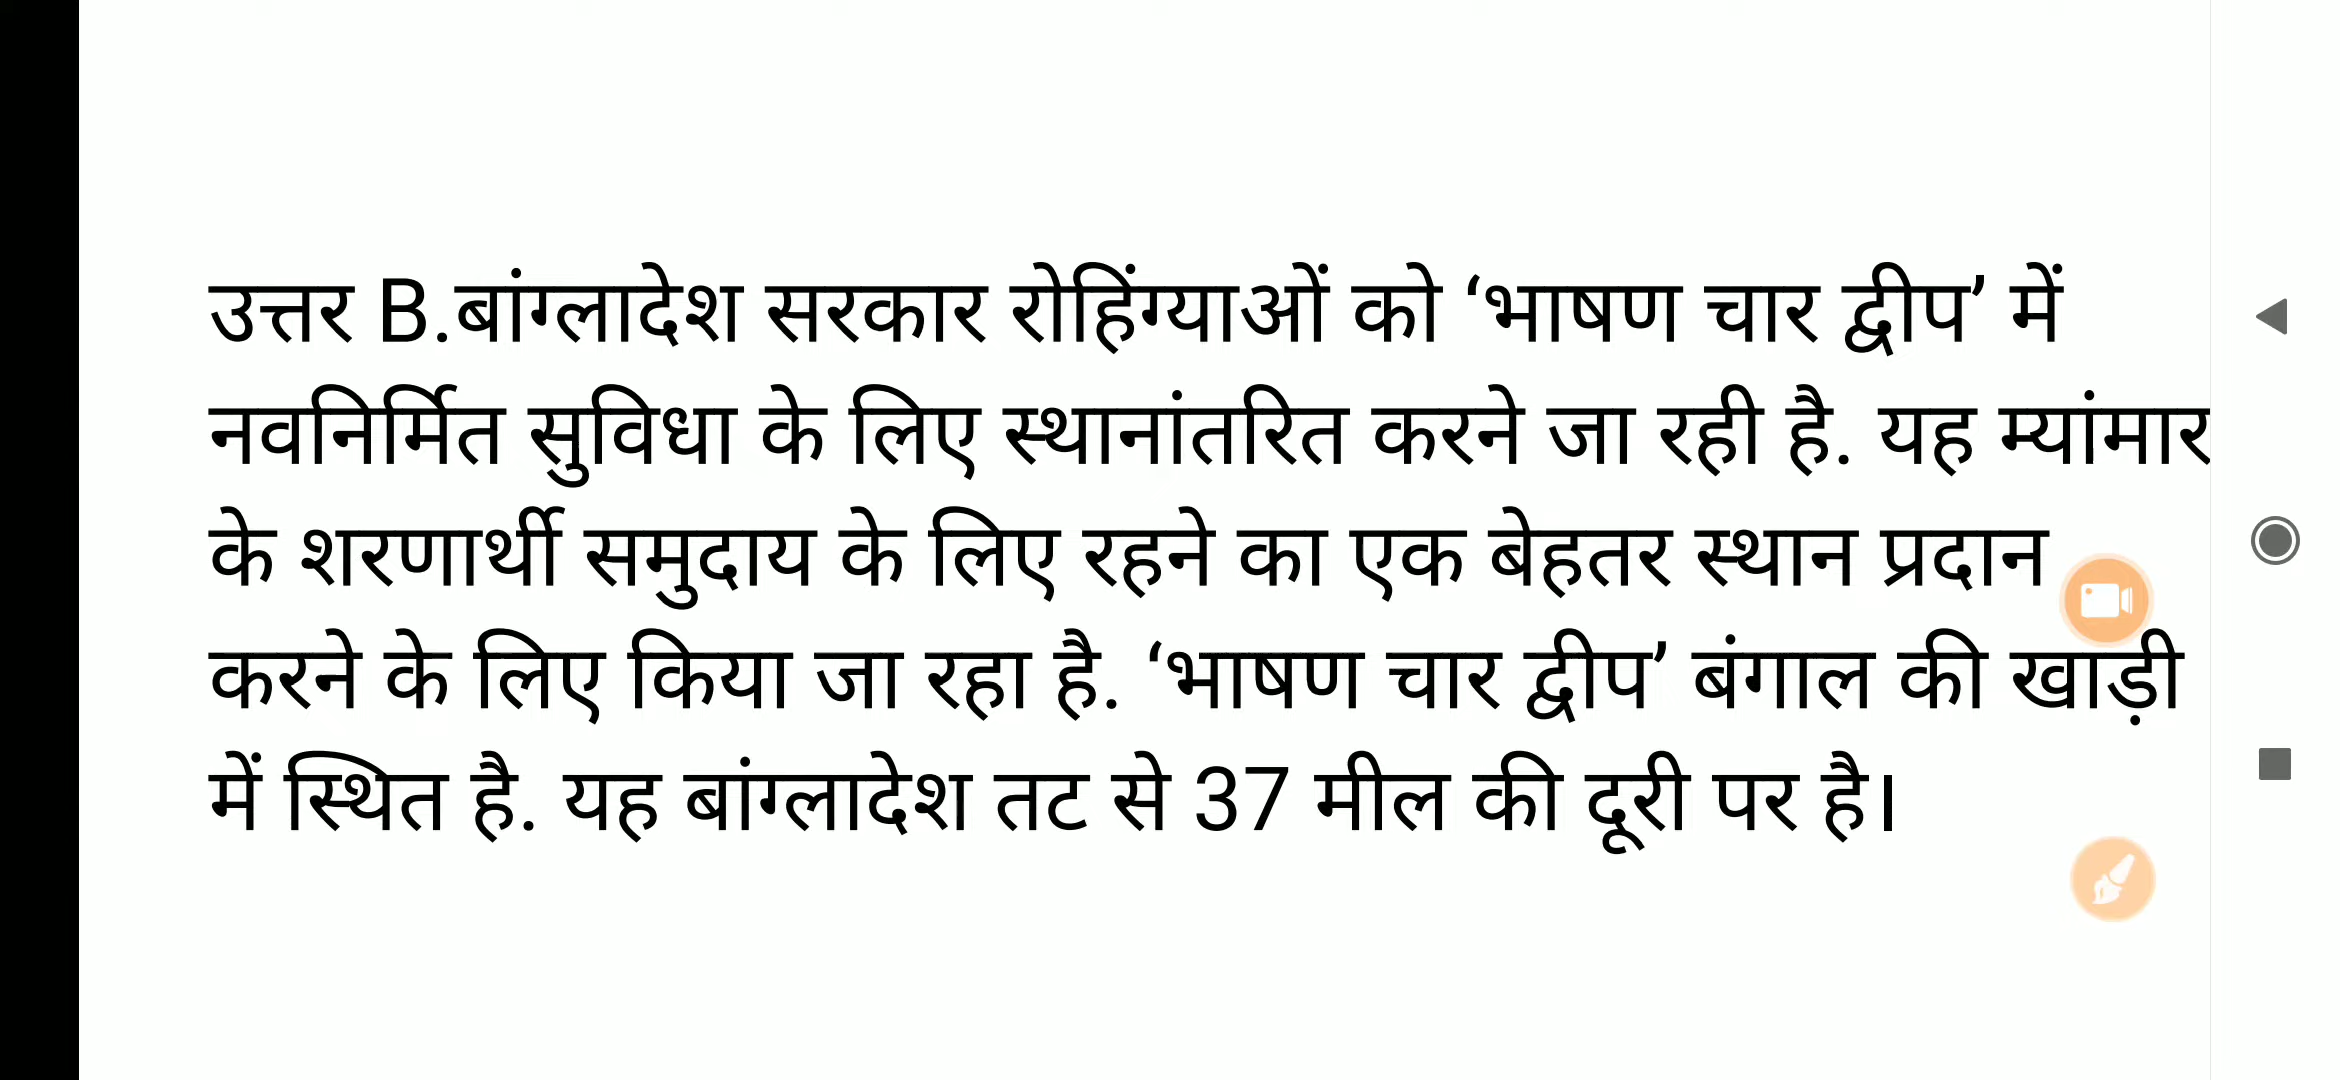 उत्तर B.बांग्लादेश सरकार रोहिंग्याओं को ‘भाषण चार द्वीप’ में
नवनिर्मित सुविधा के लिए स्थानांतरित करने जा रही है. यह म्यांमार
के शरणार्थी समुदाय के लिए रहने का एक बेहतर स्थान प्रदान
करने के लिए किया जा रहा है. ‘भाषण चार द्वीप’ बंगाल की खाड़ी
में स्थित है. यह बांग्लादेश तट से 37 मील की दूरी पर है।